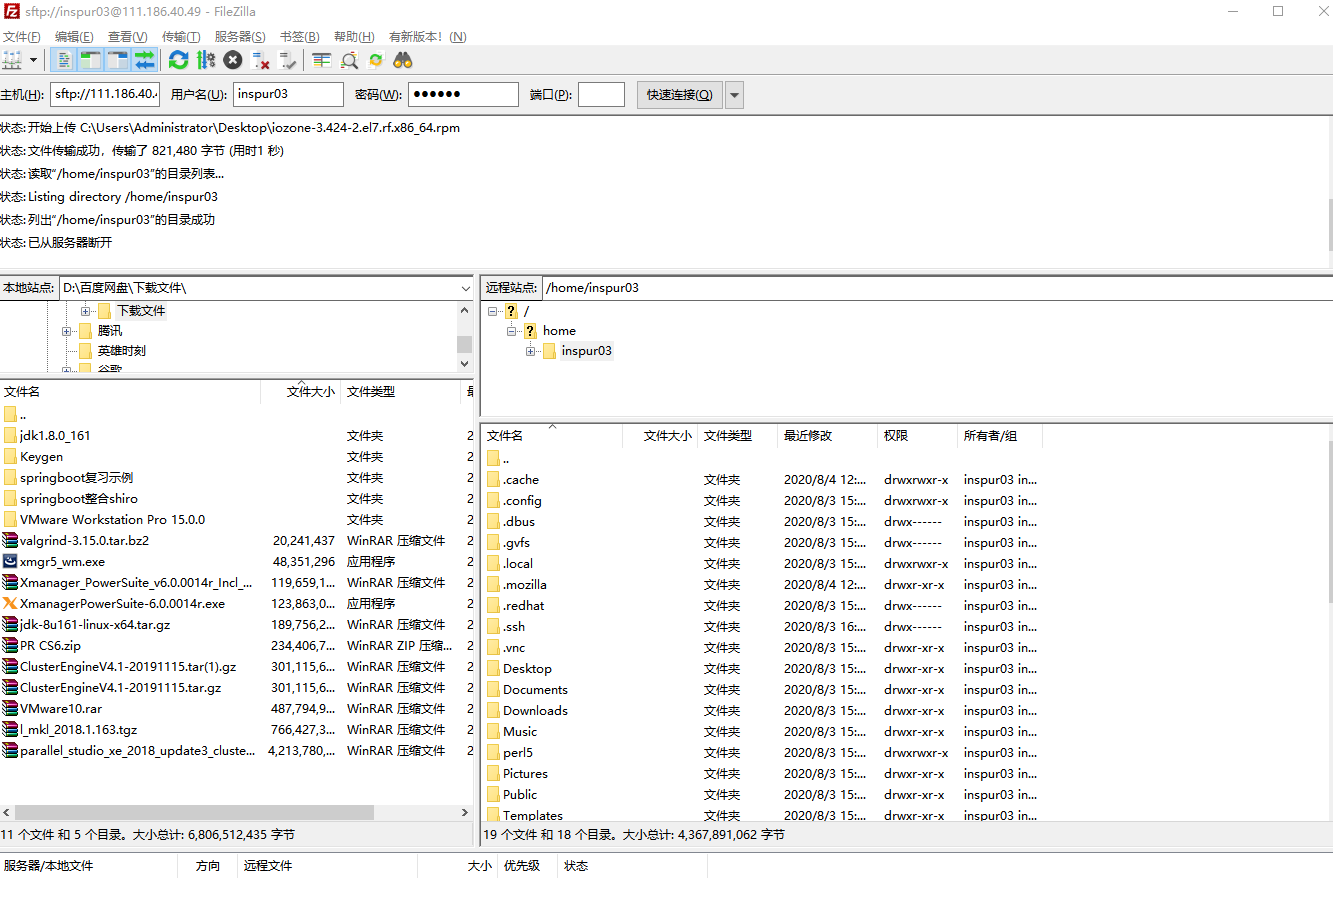 sftp://inspur03@111.186.40.49 - FileZilla
文件(F) 编辑(E) 查看(V) 传输(T) 服务器(S) 书签(B) 帮助(H) 有新版本! (N)
主机(H): sftp://111.186.40. 用户名(U): inspur03 密码(W): ●●●●●● 端口(P): 快速连接(Q)
状态: 开始上传 C:\Users\Administrator\Desktop\iozone-3.424-2.el7.rf.x86_64.rpm
状态: 文件传输成功，传输了 821,480 字节 (用时1 秒)
状态: 读取“/home/inspur03”的目录列表...
状态: Listing directory /home/inspur03
状态: 列出“/home/inspur03”的目录成功
状态: 已从服务器断开
本地站点: D:\百度网盘\下载文件\
下载文件
腾讯
英雄时刻
谷歌
文件名 文件大小 文件类型
..
jdk1.8.0_161 文件夹 2
Keygen 文件夹 2
springboot复习示例 文件夹 2
springboot整合shiro 文件夹 2
VMware Workstation Pro 15.0.0 文件夹 2
valgrind-3.15.0.tar.bz2 20,241,437 WinRAR 压缩文件 2
xmgr5_wm.exe 48,351,296 应用程序 2
Xmanager_PowerSuite_v6.0.0014r_Incl_... 119,659,1... WinRAR 压缩文件 2
XmanagerPowerSuite-6.0.0014r.exe 123,863,0... 应用程序 2
jdk-8u161-linux-x64.tar.gz 189,756,2... WinRAR 压缩文件 2
PR CS6.zip 234,406,7... WinRAR ZIP 压缩... 2
ClusterEngineV4.1-20191115.tar(1).gz 301,115,6... WinRAR 压缩文件 2
ClusterEngineV4.1-20191115.tar.gz 301,115,6... WinRAR 压缩文件 2
VMware10.rar 487,794,9... WinRAR 压缩文件 2
l_mkl_2018.1.163.tgz 766,427,3... WinRAR 压缩文件 2
parallel_studio_xe_2018_update3_cluste... 4,213,780,... WinRAR 压缩文件 2
11 个文件 和 5 个目录。大小总计: 6,806,512,435 字节
远程站点: /home/inspur03
/
home
inspur03
文件名 文件大小 文件类型 最近修改 权限 所有者/组
..
.cache 文件夹 2020/8/4 12:... drwxrwxr-x inspur03 in...
.config 文件夹 2020/8/3 15:... drwxrwxr-x inspur03 in...
.dbus 文件夹 2020/8/3 15:... drwx------ inspur03 in...
.gvfs 文件夹 2020/8/3 15:... drwx------ inspur03 in...
.local 文件夹 2020/8/3 15:... drwxrwxr-x inspur03 in...
.mozilla 文件夹 2020/8/4 12:... drwxr-xr-x inspur03 in...
.redhat 文件夹 2020/8/3 15:... drwx------ inspur03 in...
.ssh 文件夹 2020/8/3 16:... drwx------ inspur03 in...
.vnc 文件夹 2020/8/3 15:... drwxr-xr-x inspur03 in...
Desktop 文件夹 2020/8/3 15:... drwxr-xr-x inspur03 in...
Documents 文件夹 2020/8/3 15:... drwxr-xr-x inspur03 in...
Downloads 文件夹 2020/8/3 15:... drwxr-xr-x inspur03 in...
Music 文件夹 2020/8/3 15:... drwxr-xr-x inspur03 in...
perl5 文件夹 2020/8/3 15:... drwxrwxr-x inspur03 in...
Pictures 文件夹 2020/8/3 15:... drwxr-xr-x inspur03 in...
Public 文件夹 2020/8/3 15:... drwxr-xr-x inspur03 in...
Templates 文件夹 2020/8/3 15:... drwxr-xr-x inspur03 in...
19 个文件 和 18 个目录。大小总计: 4,367,891,062 字节
服务器/本地文件 方向 远程文件 大小 优先级 状态